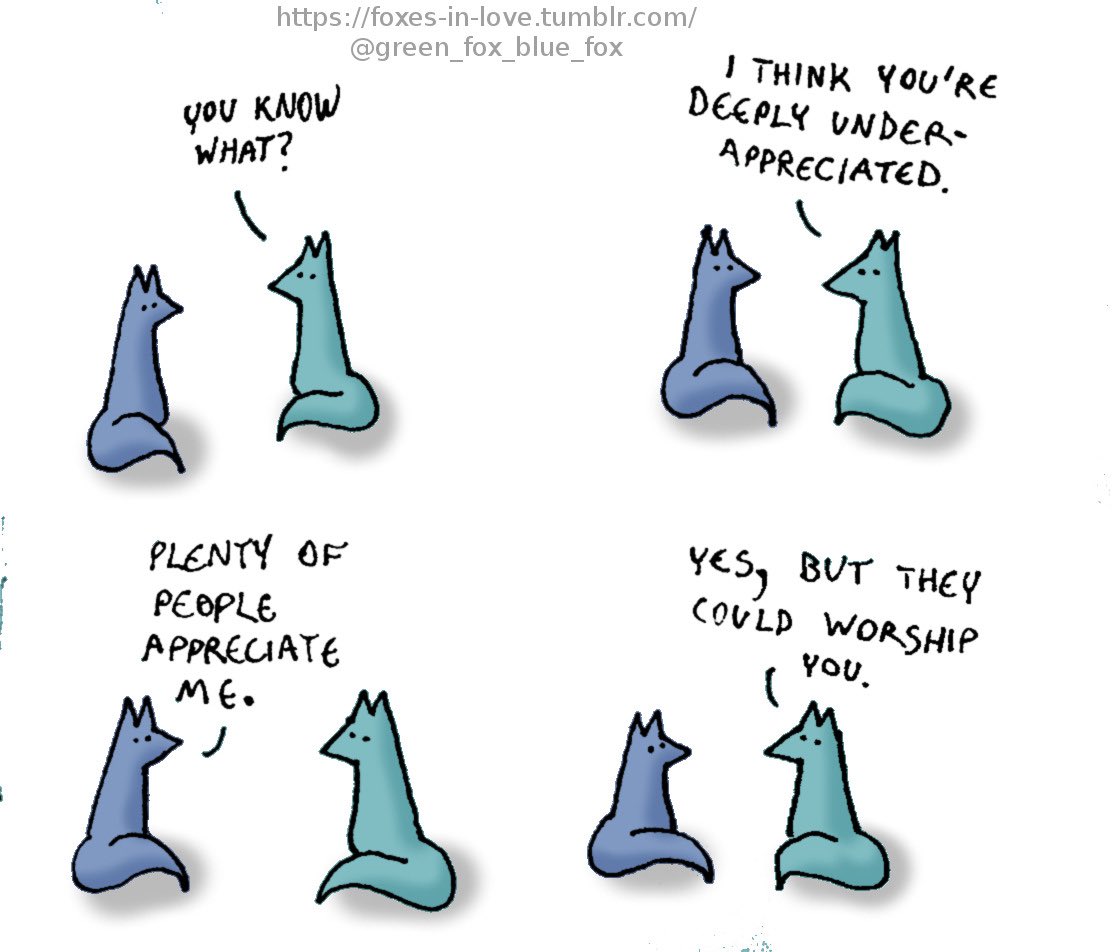 https://foxes-in-love.tumblr.com/
@green_fox_blue_fox
YOU KNOW
WHAT?
I THINK YOU'RE
DEEPLY UNDER-
APPRECIATED.
PLENTY OF
PEOPLE
APPRECIATE
ME.
YES, BUT THEY
COULD WORSHIP
YOU.